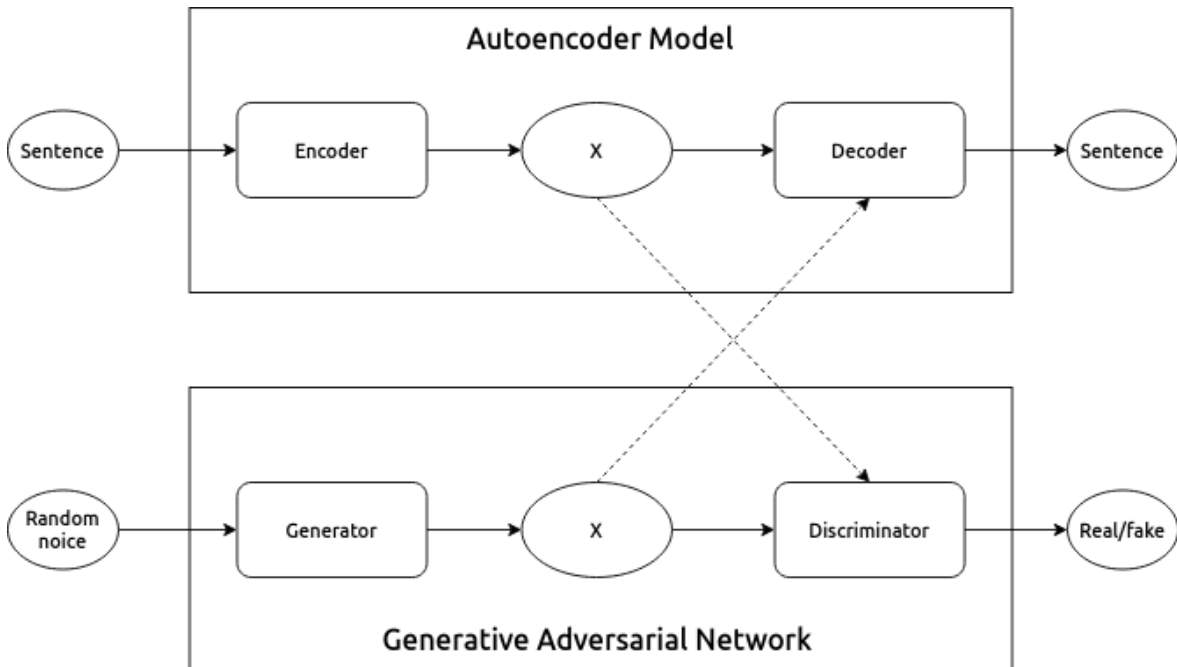 Autoencoder Model
Sentence
Encoder
X
Decoder
Sentence
Random
noice
Generator
X
Discriminator
Real/fake
Generative Adversarial Network